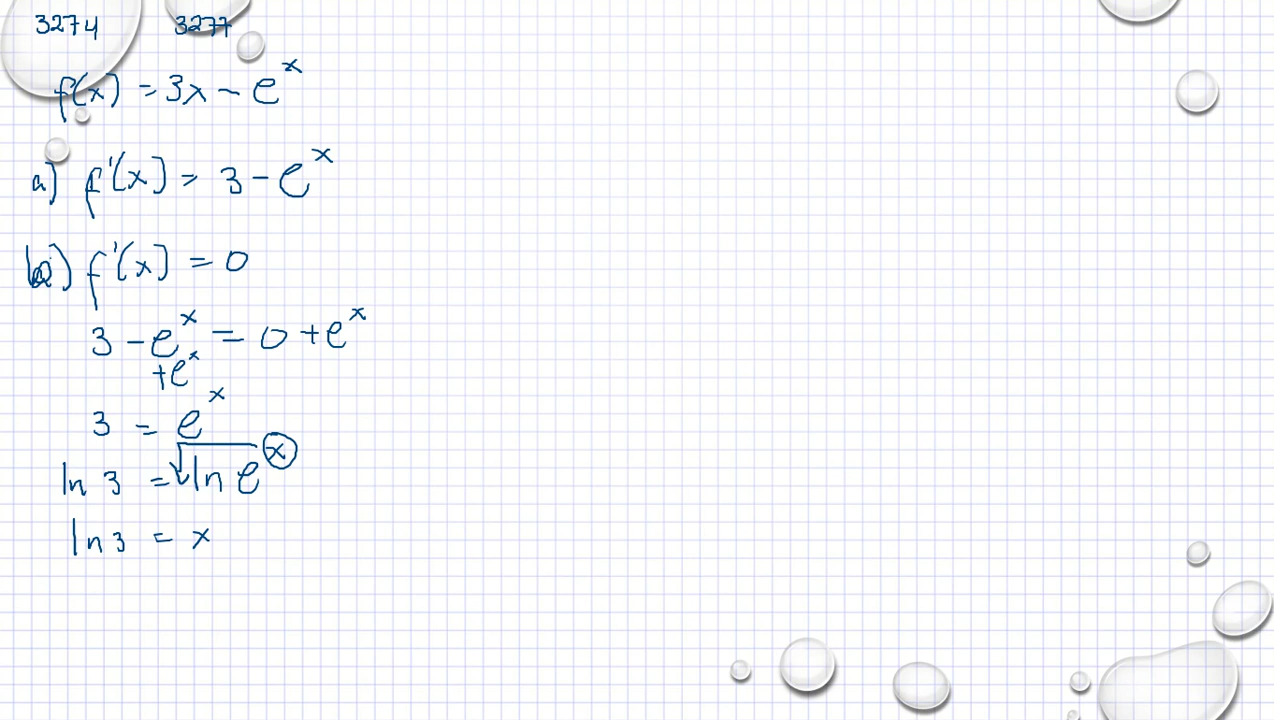 3274 3277
f(x) = 3x - e^x
a) f'(x) = 3 - e^x
b) f'(x) = 0
3 - e^x = 0 + e^x
+e^x
3 = e^x
ln 3 = ln e^x
ln 3 = x